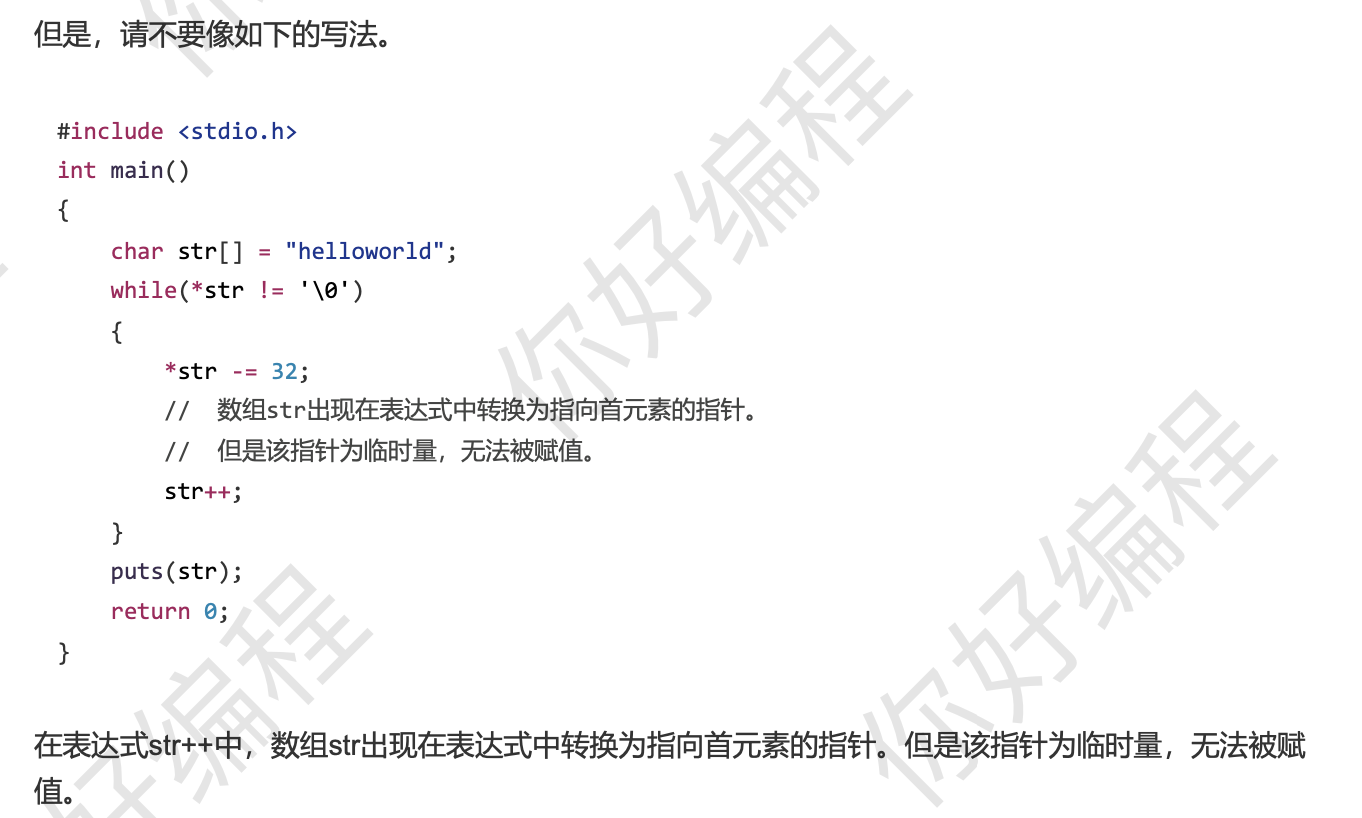 但是，请不要像如下的写法。
#include <stdio.h>
int main()
{
    char str[] = "helloworld";
    while(*str != '\0')
    {
        *str -= 32;
        //  数组str出现在表达式中转换为指向首元素的指针。
        //  但是该指针为临时量，无法被赋值。
        str++;
    }
    puts(str);
    return 0;
}
在表达式str++中，数组str出现在表达式中转换为指向首元素的指针。但是该指针为临时量，无法被赋
值。
你好编程
你好编程
好编程